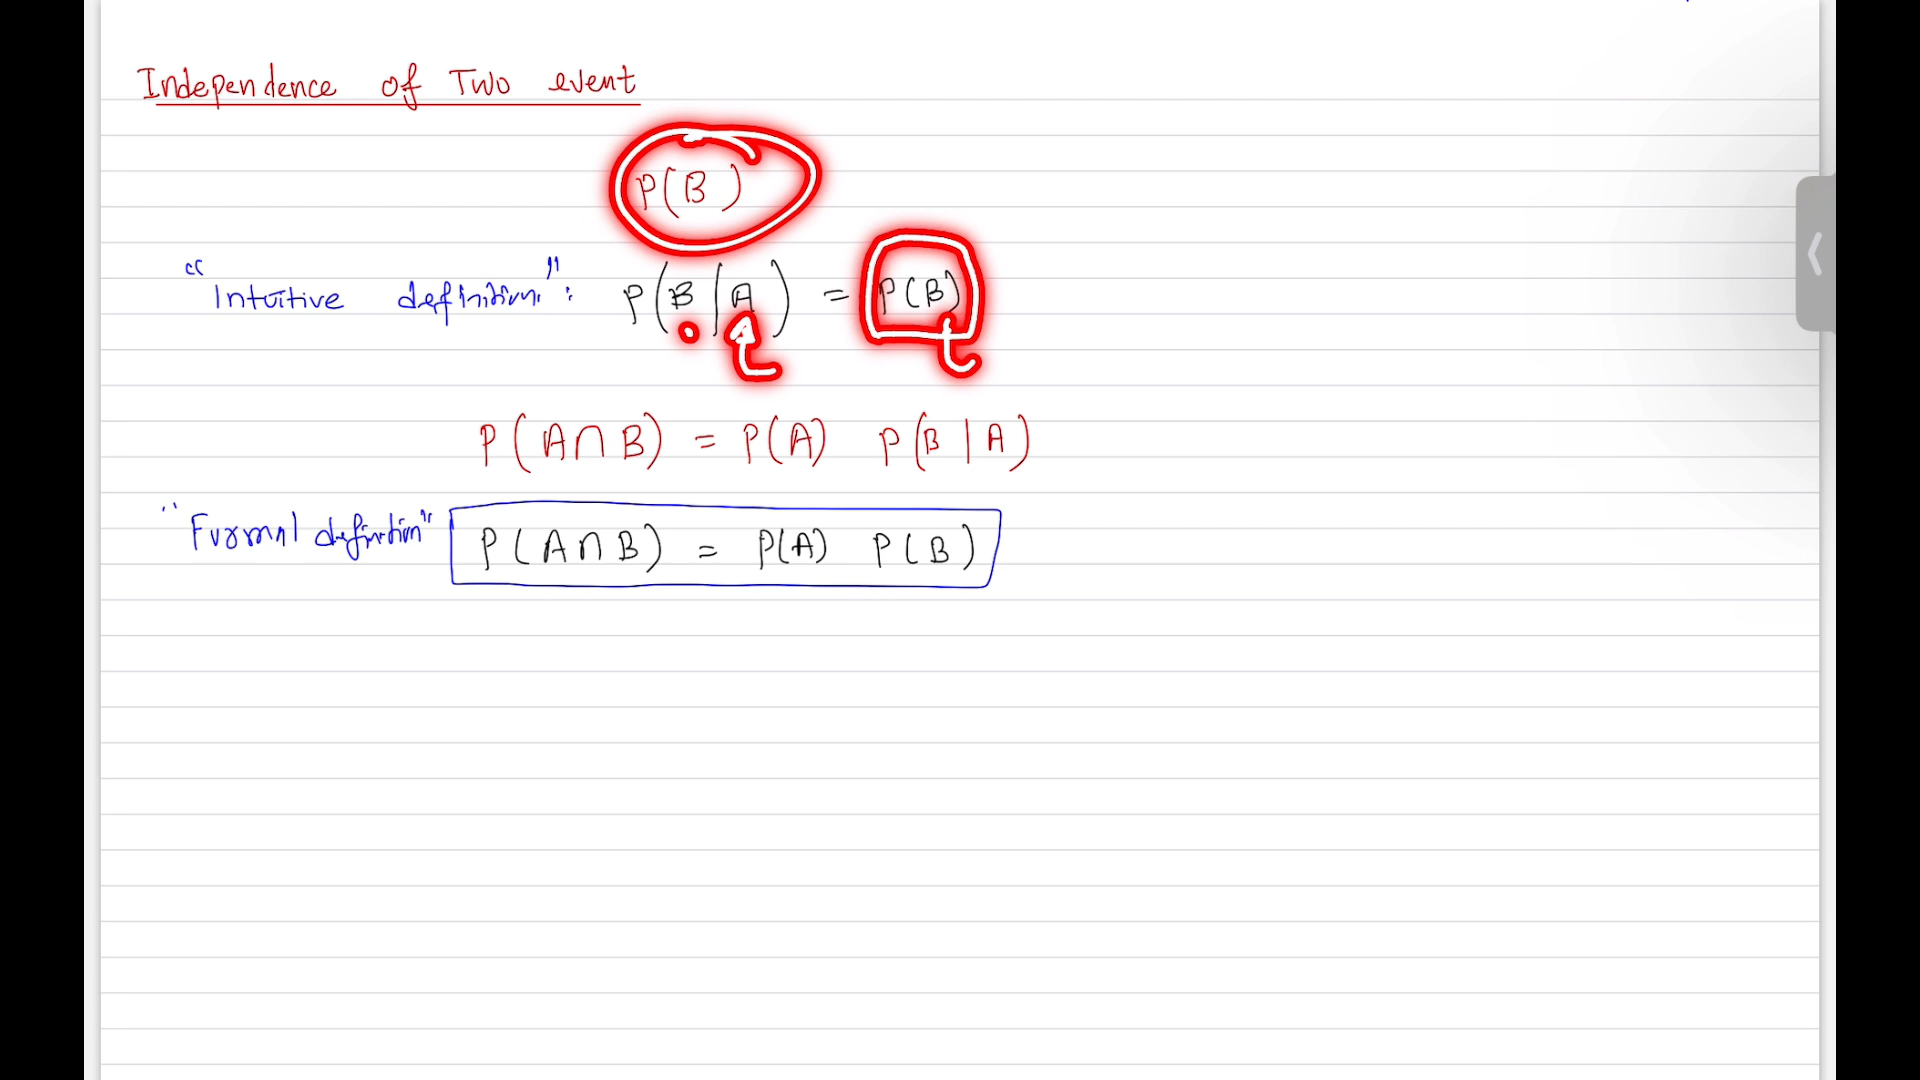 Independence of Two event
P(B)
"Intuitive definition": P(B|A) = P(B)
P(A∩B) = P(A) P(B|A)
"Formal definition" P(A∩B) = P(A) P(B)